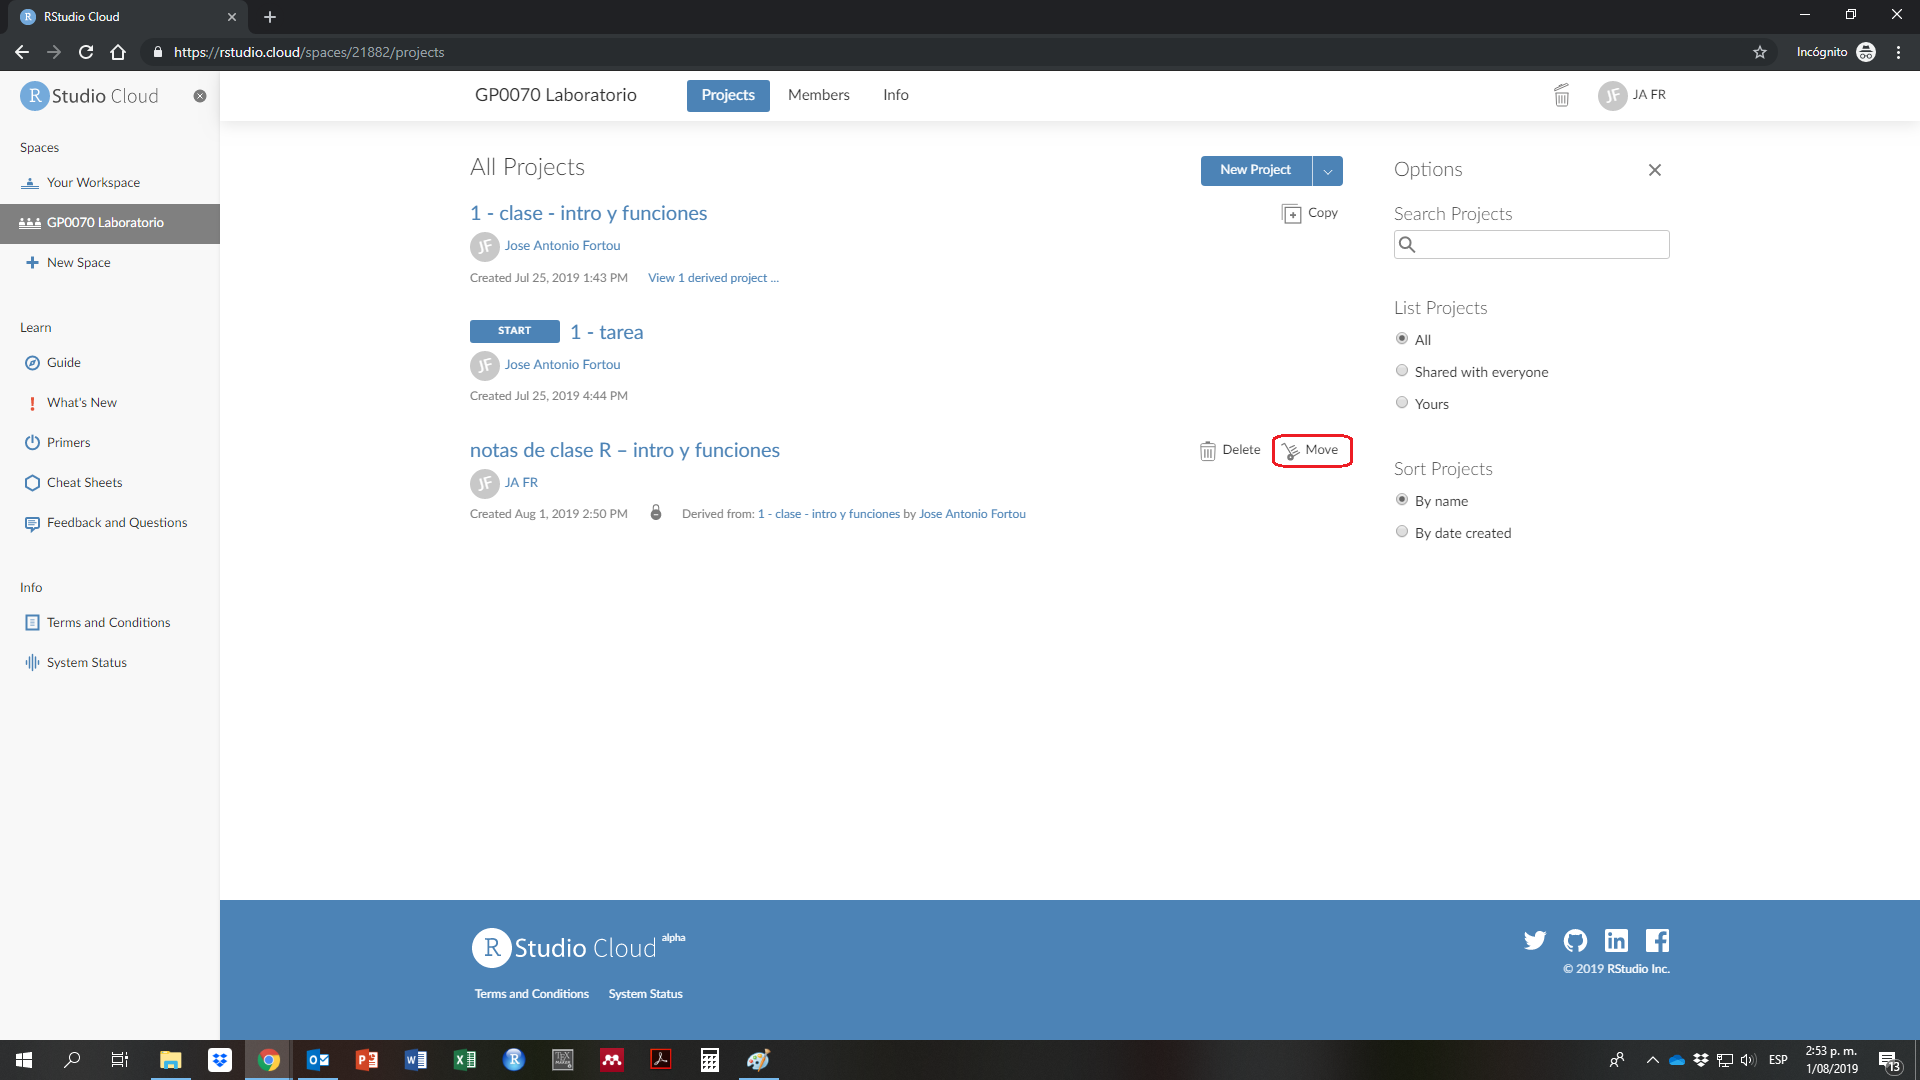 RStudio Cloud
https://rstudio.cloud/spaces/21882/projects
Incógnito
R Studio Cloud
GP0070 Laboratorio
Projects
Members
Info
JF
JA FR
Spaces
Your Workspace
GP0070 Laboratorio
New Space
Learn
Guide
What's New
Primers
Cheat Sheets
Feedback and Questions
Info
Terms and Conditions
System Status
All Projects
New Project
1 - clase - intro y funciones
Copy
JF Jose Antonio Fortou
Created Jul 25, 2019 1:43 PM View 1 derived project ...
START 1 - tarea
JF Jose Antonio Fortou
Created Jul 25, 2019 4:44 PM
notas de clase R – intro y funciones
Delete Move
JF JA FR
Created Aug 1, 2019 2:50 PM Derived from: 1 - clase - intro y funciones by Jose Antonio Fortou
Options
Search Projects
List Projects
All
Shared with everyone
Yours
Sort Projects
By name
By date created
R Studio Cloud alpha
Terms and Conditions System Status
© 2019 RStudio Inc.
ESP
2:53 p. m.
1/08/2019
13